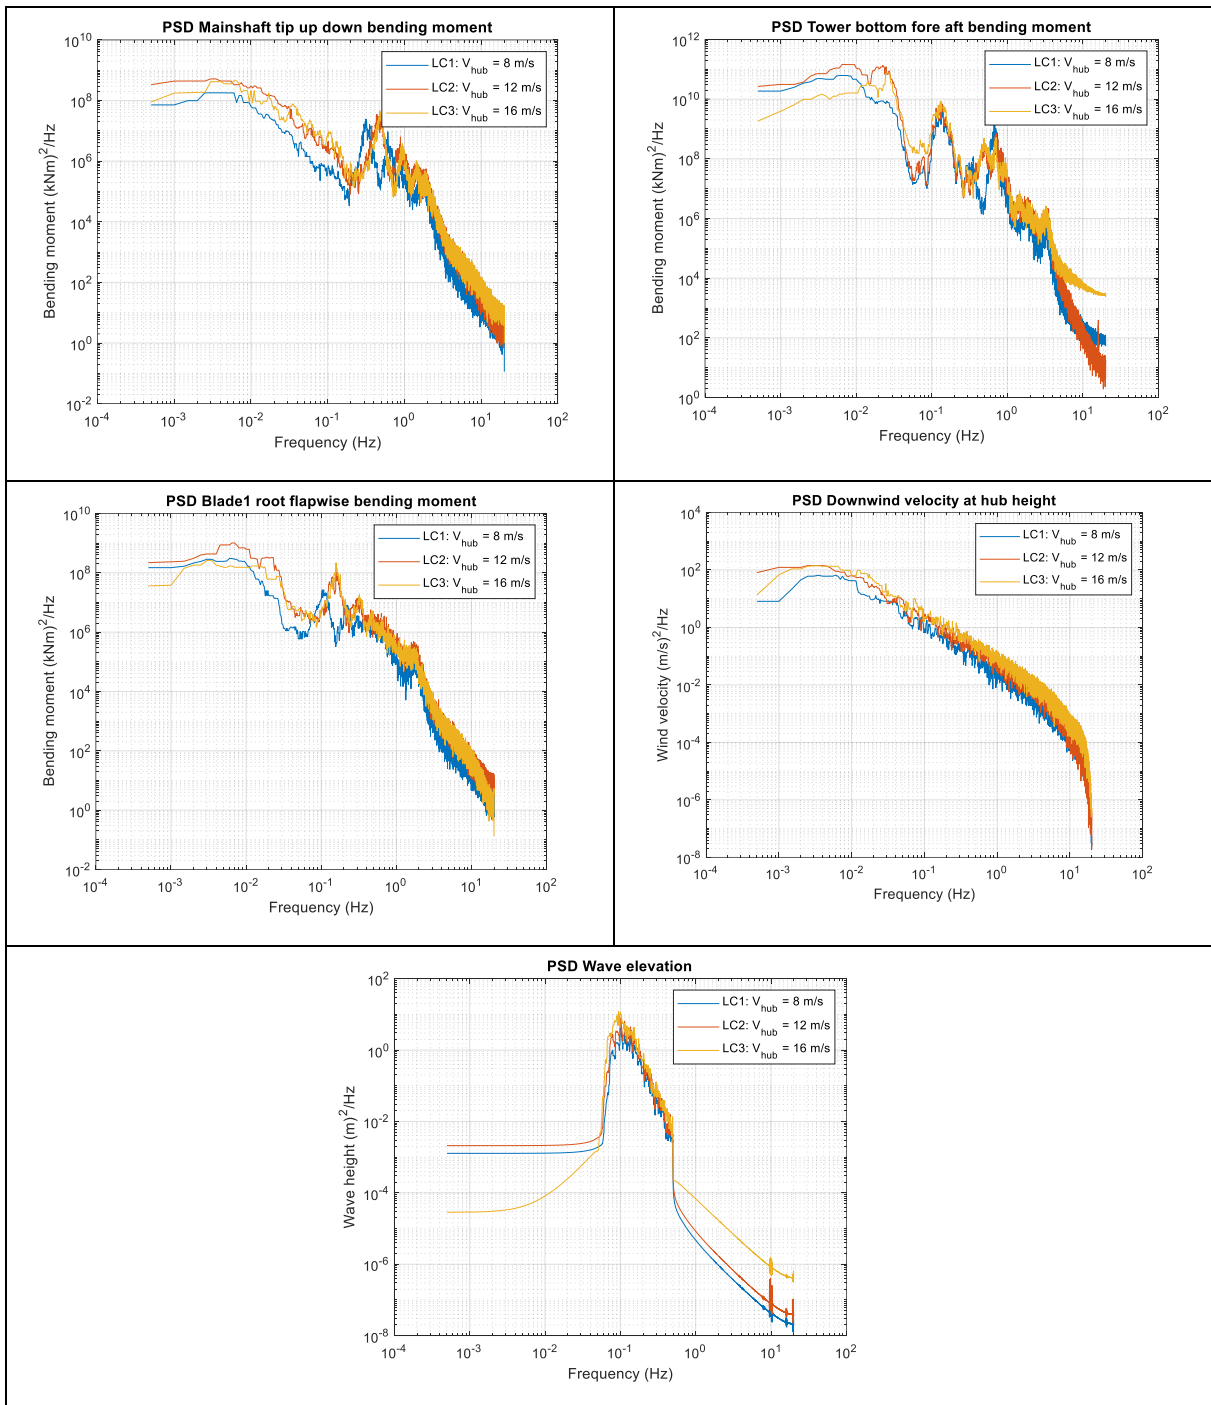 PSD Mainshaft tip up down bending moment
10^10
10^8
10^6
10^4
10^2
10^0
10^-2
Bending moment (kNm)^2/Hz
LC1: V_hub = 8 m/s
LC2: V_hub = 12 m/s
LC3: V_hub = 16 m/s
10^-4 10^-3 10^-2 10^-1 10^0 10^1 10^2
Frequency (Hz)
PSD Tower bottom fore aft bending moment
10^12
10^10
10^8
10^6
10^4
10^2
10^0
Bending moment (kNm)^2/Hz
LC1: V_hub = 8 m/s
LC2: V_hub = 12 m/s
LC3: V_hub = 16 m/s
10^-4 10^-3 10^-2 10^-1 10^0 10^1 10^2
Frequency (Hz)
PSD Blade1 root flapwise bending moment
10^10
10^8
10^6
10^4
10^2
10^0
10^-2
Bending moment (kNm)^2/Hz
LC1: V_hub = 8 m/s
LC2: V_hub = 12 m/s
LC3: V_hub = 16 m/s
10^-4 10^-3 10^-2 10^-1 10^0 10^1 10^2
Frequency (Hz)
PSD Downwind velocity at hub height
10^4
10^2
10^0
10^-2
10^-4
10^-6
10^-8
Wind velocity (m/s)^2/Hz
LC1: V_hub = 8 m/s
LC2: V_hub = 12 m/s
LC3: V_hub = 16 m/s
10^-4 10^-3 10^-2 10^-1 10^0 10^1 10^2
Frequency (Hz)
PSD Wave elevation
10^2
10^0
10^-2
10^-4
10^-6
10^-8
Wave height (m)^2/Hz
LC1: V_hub = 8 m/s
LC2: V_hub = 12 m/s
LC3: V_hub = 16 m/s
10^-4 10^-3 10^-2 10^-1 10^0 10^1 10^2
Frequency (Hz)